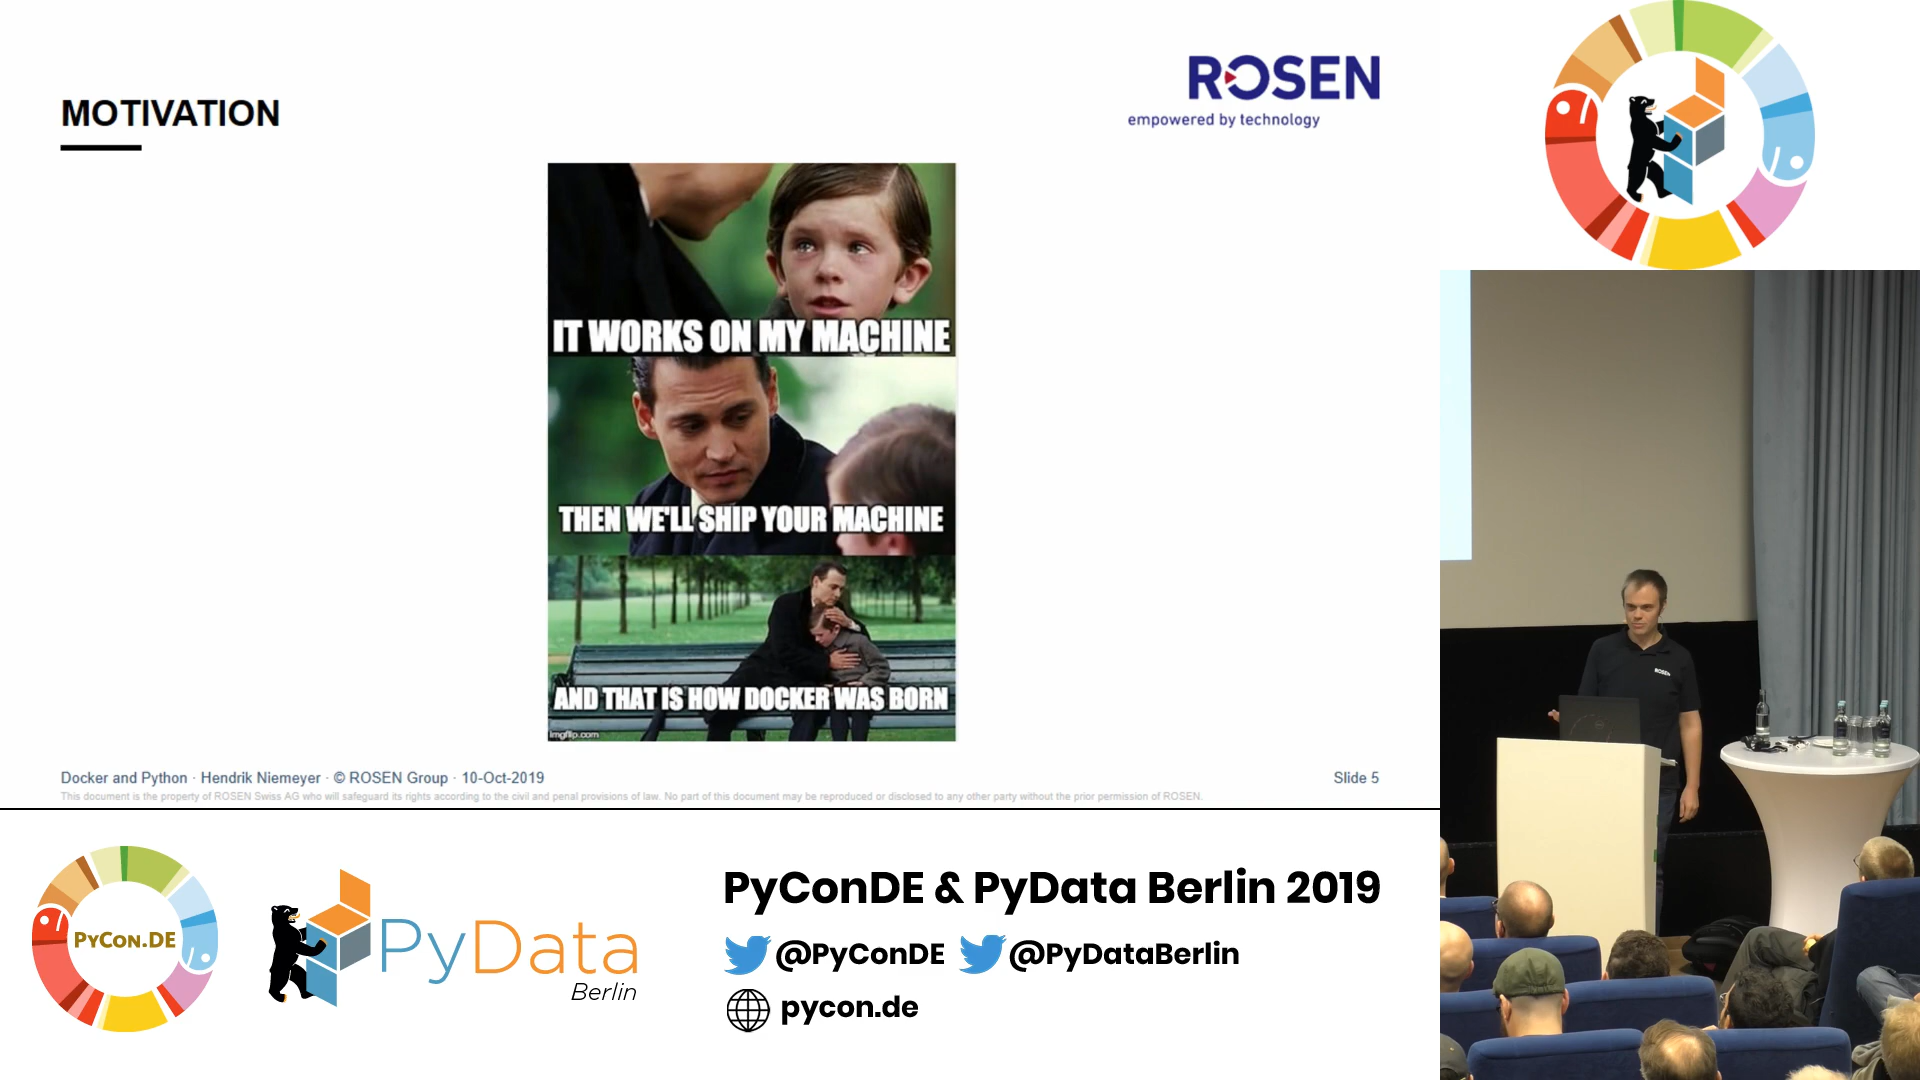 MOTIVATION
ROSEN
empowered by technology
IT WORKS ON MY MACHINE
THEN WE'LL SHIP YOUR MACHINE
AND THAT IS HOW DOCKER WAS BORN
imgflip.com
Docker and Python · Hendrik Niemeyer · © ROSEN Group · 10-Oct-2019
Slide 5
This document is the property of ROSEN Swiss AG who will safeguard its rights according to the civil and penal provisions of law. No part of this document may be reproduced or disclosed to any other party without the prior permission of ROSEN.
ROSEN
PYCON.DE
PyData
Berlin
PyConDE & PyData Berlin 2019
@PyConDE @PyDataBerlin
pycon.de